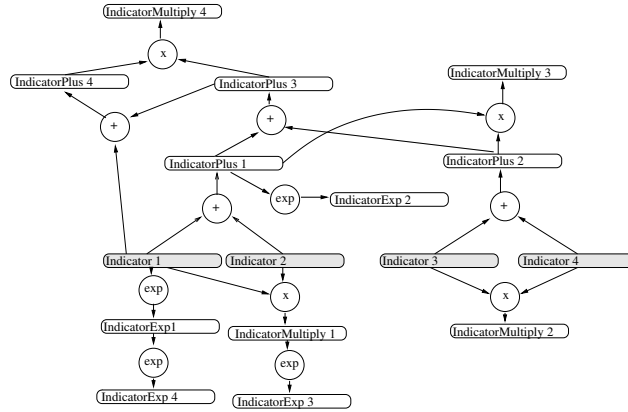 IndicatorMultiply 4
x
IndicatorPlus 4
IndicatorPlus 3
IndicatorMultiply 3
+
+
x
IndicatorPlus 1
IndicatorPlus 2
exp
IndicatorExp 2
+
+
Indicator 1
Indicator 2
Indicator 3
Indicator 4
exp
x
x
IndicatorExp1
IndicatorMultiply 1
IndicatorMultiply 2
exp
exp
IndicatorExp 4
IndicatorExp 3